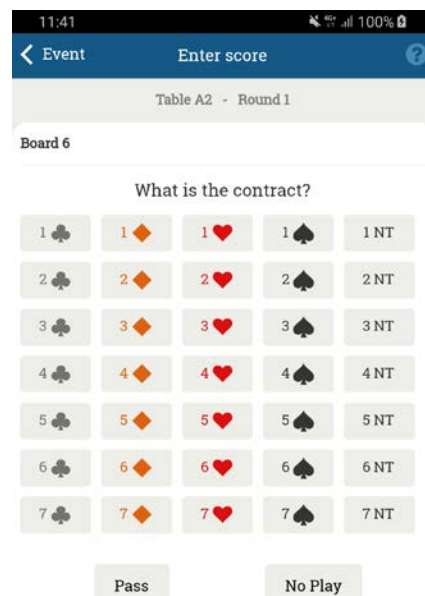 11:41 4G+ 100%
Event Enter score ?
Table A2 - Round 1
Board 6
What is the contract?
1♣ 1♦ 1♥ 1♠ 1 NT
2♣ 2♦ 2♥ 2♠ 2 NT
3♣ 3♦ 3♥ 3♠ 3 NT
4♣ 4♦ 4♥ 4♠ 4 NT
5♣ 5♦ 5♥ 5♠ 5 NT
6♣ 6♦ 6♥ 6♠ 6 NT
7♣ 7♦ 7♥ 7♠ 7 NT
Pass No Play